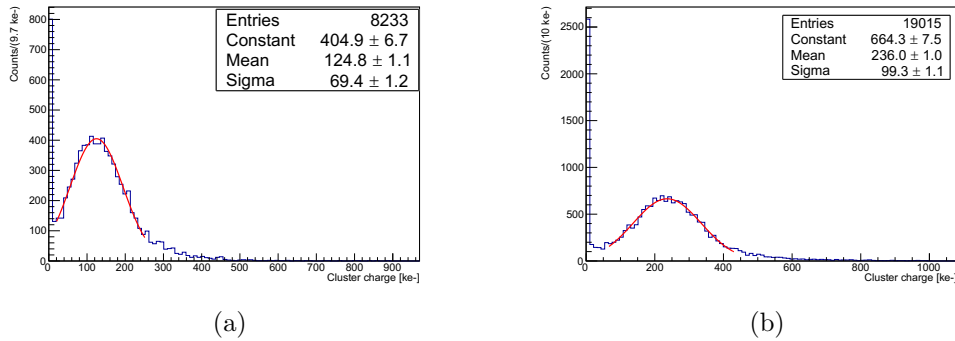 Counts/(9.7 ke-)
800
700
600
500
400
300
200
100
0
Entries 8233
Constant 404.9 ± 6.7
Mean 124.8 ± 1.1
Sigma 69.4 ± 1.2
0 100 200 300 400 500 600 700 800 900
Cluster charge [ke-]
(a)
Counts/(10 ke-)
2500
2000
1500
1000
500
0
Entries 19015
Constant 664.3 ± 7.5
Mean 236.0 ± 1.0
Sigma 99.3 ± 1.1
0 200 400 600 800 1000
Cluster charge [ke-]
(b)